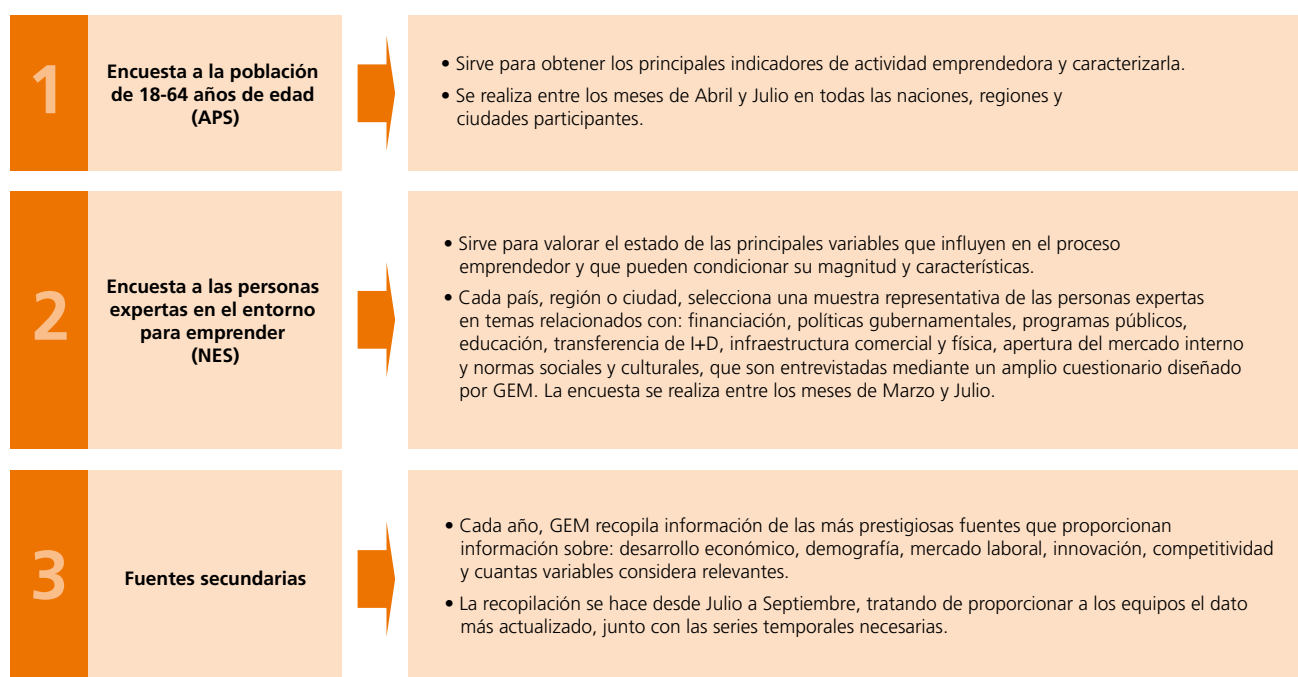 1
Encuesta a la población
de 18-64 años de edad
(APS)
• Sirve para obtener los principales indicadores de actividad emprendedora y caracterizarla.
• Se realiza entre los meses de Abril y Julio en todas las naciones, regiones y
ciudades participantes.
2
Encuesta a las personas
expertas en el entorno
para emprender
(NES)
• Sirve para valorar el estado de las principales variables que influyen en el proceso
emprendedor y que pueden condicionar su magnitud y características.
• Cada país, región o ciudad, selecciona una muestra representativa de las personas expertas
en temas relacionados con: financiación, políticas gubernamentales, programas públicos,
educación, transferencia de I+D, infraestructura comercial y física, apertura del mercado interno
y normas sociales y culturales, que son entrevistadas mediante un amplio cuestionario diseñado
por GEM. La encuesta se realiza entre los meses de Marzo y Julio.
3
Fuentes secundarias
• Cada año, GEM recopila información de las más prestigiosas fuentes que proporcionan
información sobre: desarrollo económico, demografía, mercado laboral, innovación, competitividad
y cuantas variables considera relevantes.
• La recopilación se hace desde Julio a Septiembre, tratando de proporcionar a los equipos el dato
más actualizado, junto con las series temporales necesarias.